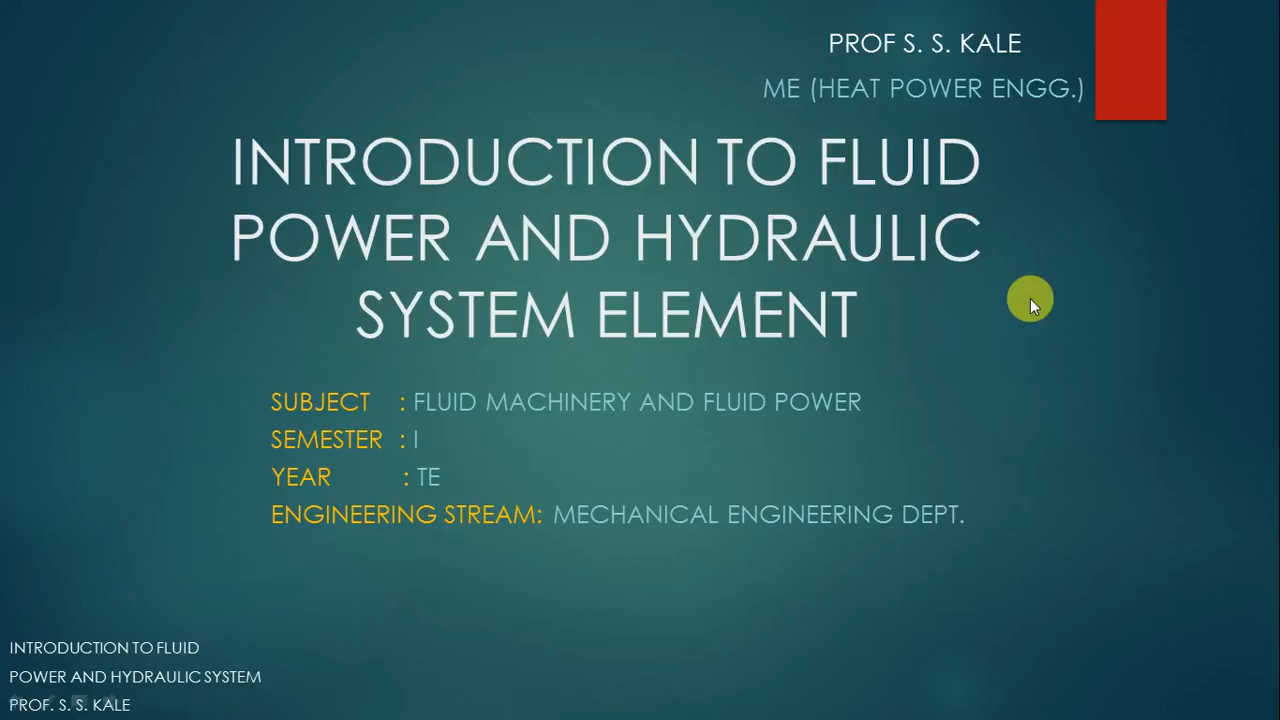 PROF S. S. KALE
ME (HEAT POWER ENGG.)
INTRODUCTION TO FLUID
POWER AND HYDRAULIC
SYSTEM ELEMENT
SUBJECT : FLUID MACHINERY AND FLUID POWER
SEMESTER : I
YEAR : TE
ENGINEERING STREAM: MECHANICAL ENGINEERING DEPT.
INTRODUCTION TO FLUID
POWER AND HYDRAULIC SYSTEM
PROF. S. S. KALE